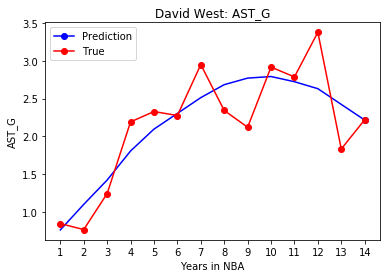 David West: AST_G
Prediction
True
3.5
3.0
2.5
2.0
1.5
1.0
AST_G
1 2 3 4 5 6 7 8 9 10 11 12 13 14
Years in NBA